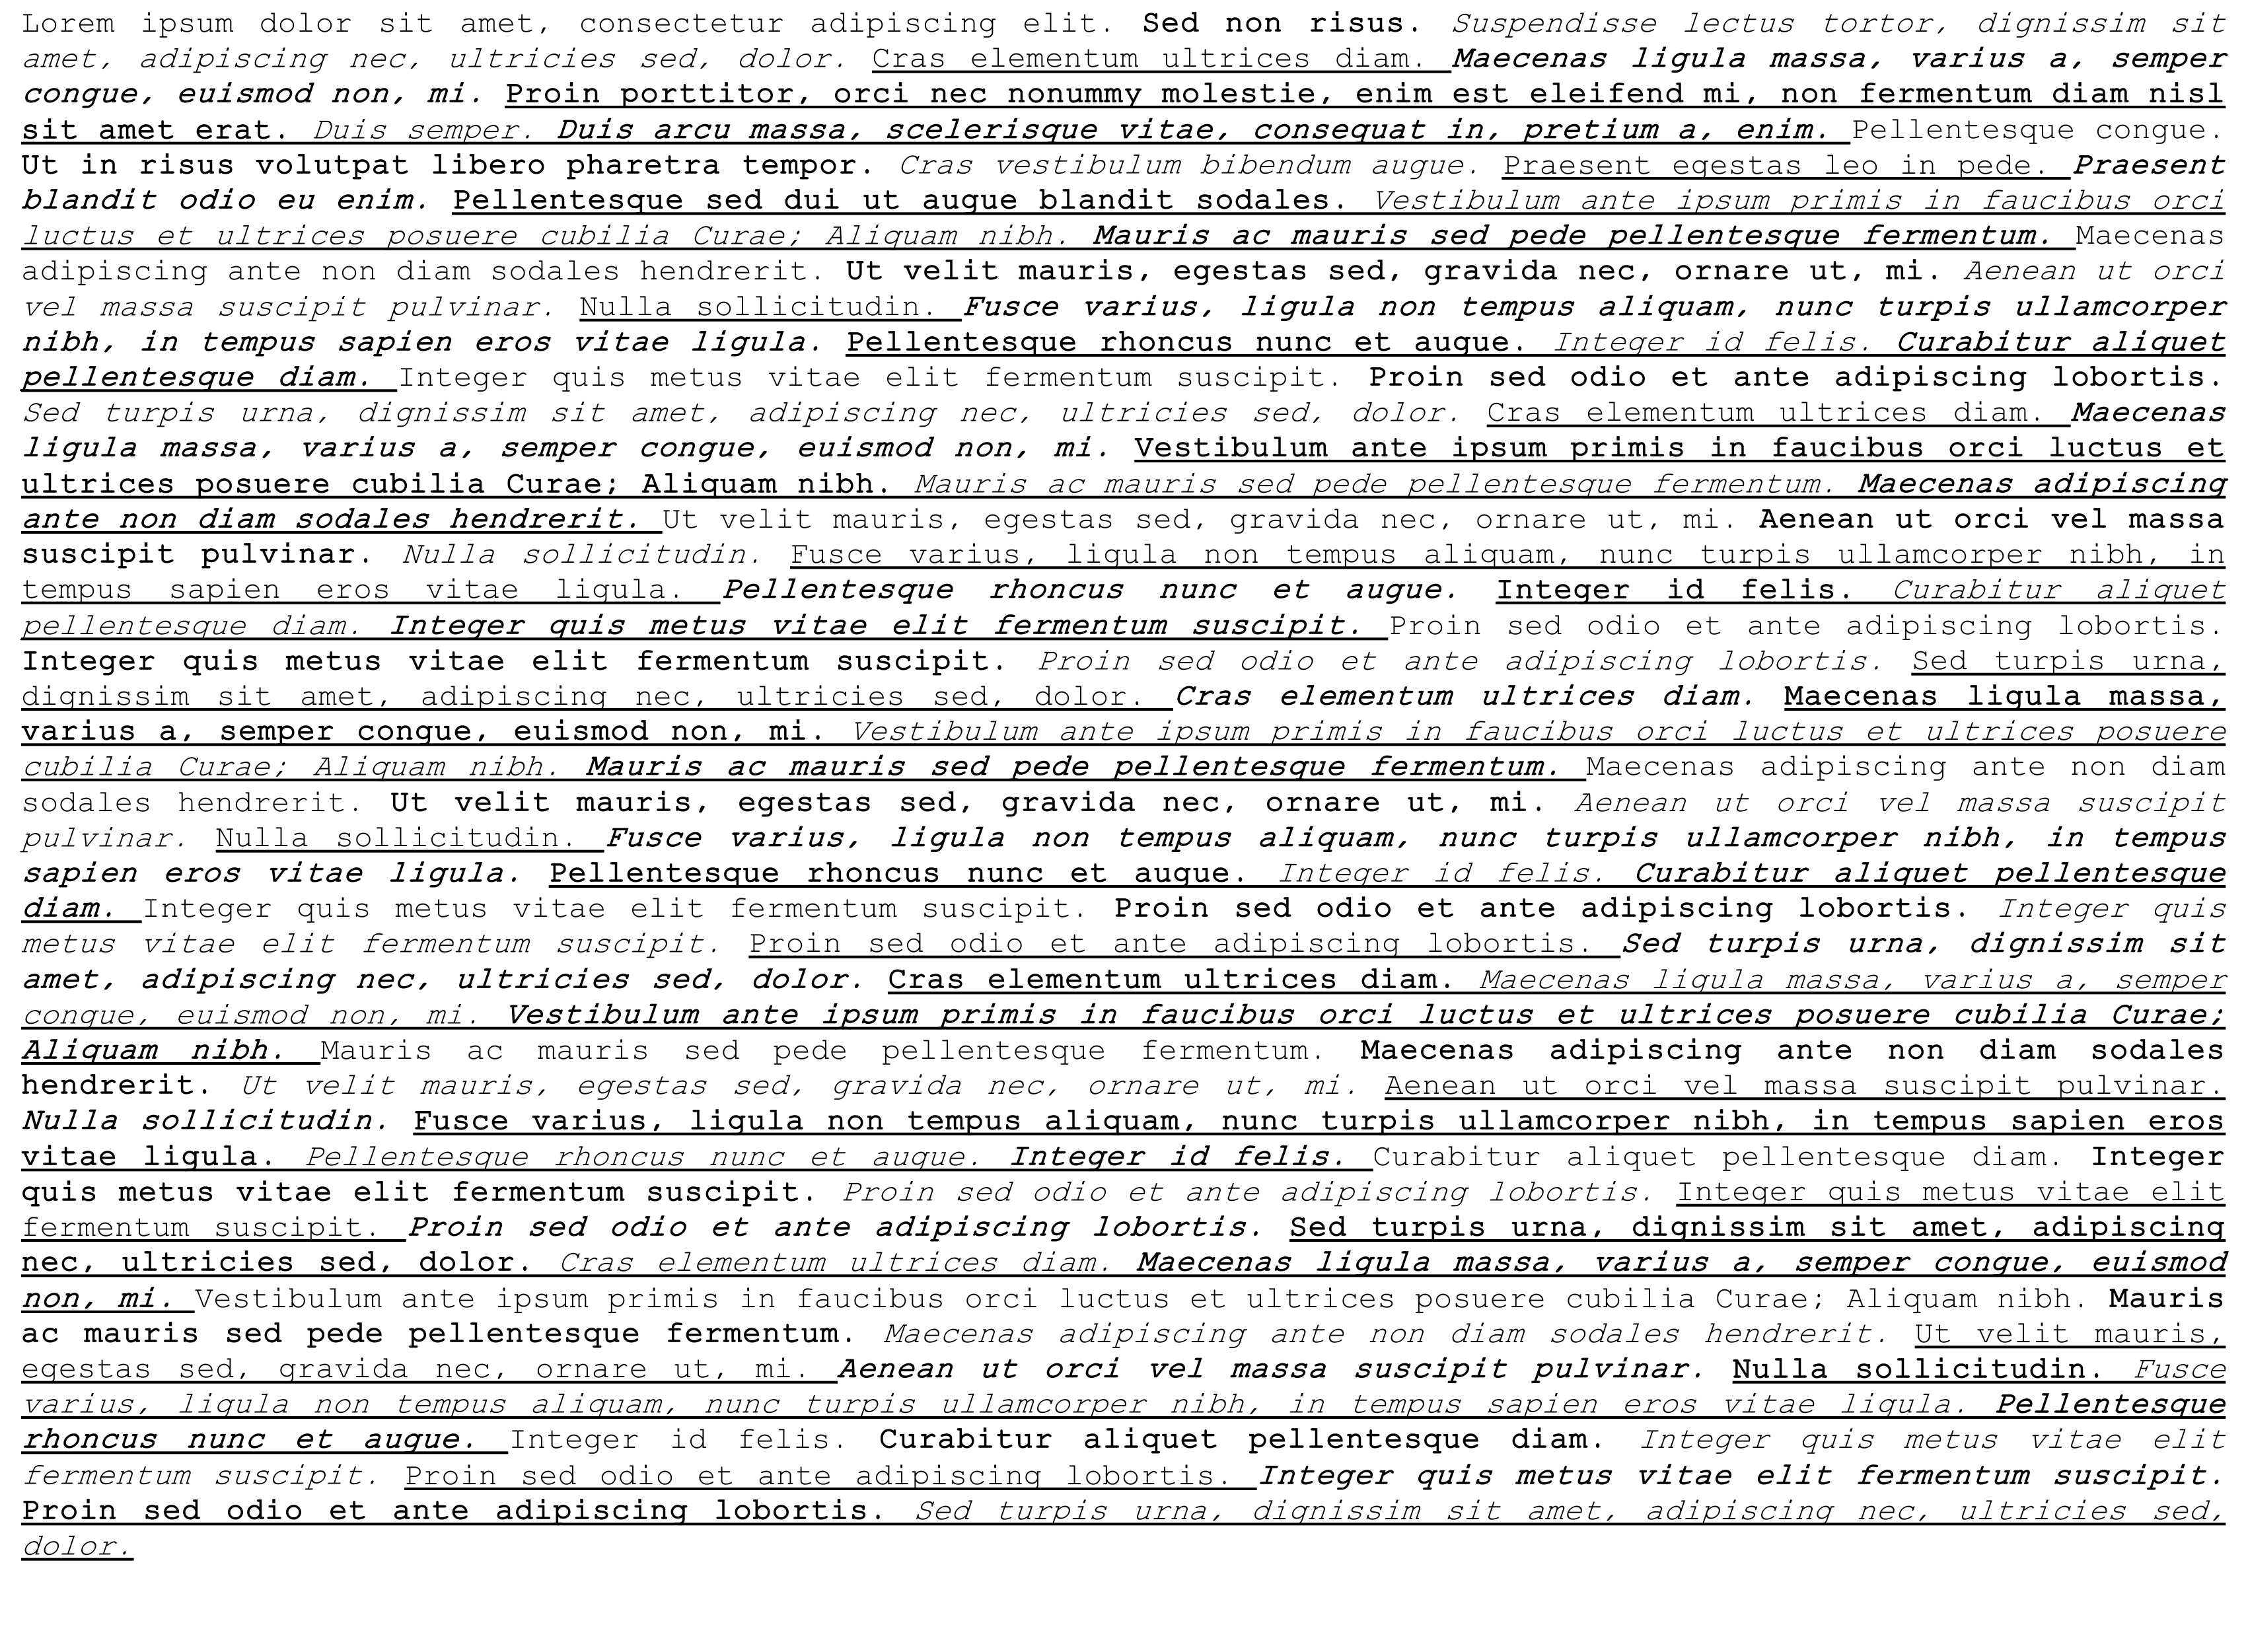 Lorem ipsum dolor sit amet, consectetur adipiscing elit. Sed non risus. Suspendisse lectus tortor, dignissim sit
amet, adipiscing nec, ultricies sed, dolor. Cras elementum ultrices diam. Maecenas ligula massa, varius a, semper
congue, euismod non, mi. Proin porttitor, orci nec nonummy molestie, enim est eleifend mi, non fermentum diam nisl
sit amet erat. Duis semper. Duis arcu massa, scelerisque vitae, consequat in, pretium a, enim. Pellentesque congue.
Ut in risus volutpat libero pharetra tempor. Cras vestibulum bibendum augue. Praesent egestas leo in pede. Praesent
blandit odio eu enim. Pellentesque sed dui ut augue blandit sodales. Vestibulum ante ipsum primis in faucibus orci
luctus et ultrices posuere cubilia Curae; Aliquam nibh. Mauris ac mauris sed pede pellentesque fermentum. Maecenas
adipiscing ante non diam sodales hendrerit. Ut velit mauris, egestas sed, gravida nec, ornare ut, mi. Aenean ut orci
vel massa suscipit pulvinar. Nulla sollicitudin. Fusce varius, ligula non tempus aliquam, nunc turpis ullamcorper
nibh, in tempus sapien eros vitae ligula. Pellentesque rhoncus nunc et augue. Integer id felis. Curabitur aliquet
pellentesque diam. Integer quis metus vitae elit fermentum suscipit. Proin sed odio et ante adipiscing lobortis.
Sed turpis urna, dignissim sit amet, adipiscing nec, ultricies sed, dolor. Cras elementum ultrices diam. Maecenas
ligula massa, varius a, semper congue, euismod non, mi. Vestibulum ante ipsum primis in faucibus orci luctus et
ultrices posuere cubilia Curae; Aliquam nibh. Mauris ac mauris sed pede pellentesque fermentum. Maecenas adipiscing
ante non diam sodales hendrerit. Ut velit mauris, egestas sed, gravida nec, ornare ut, mi. Aenean ut orci vel massa
suscipit pulvinar. Nulla sollicitudin. Fusce varius, ligula non tempus aliquam, nunc turpis ullamcorper nibh, in
tempus sapien eros vitae ligula. Pellentesque rhoncus nunc et augue. Integer id felis. Curabitur aliquet
pellentesque diam. Integer quis metus vitae elit fermentum suscipit. Proin sed odio et ante adipiscing lobortis.
Integer quis metus vitae elit fermentum suscipit. Proin sed odio et ante adipiscing lobortis. Sed turpis urna,
dignissim sit amet, adipiscing nec, ultricies sed, dolor. Cras elementum ultrices diam. Maecenas ligula massa,
varius a, semper congue, euismod non, mi. Vestibulum ante ipsum primis in faucibus orci luctus et ultrices posuere
cubilia Curae; Aliquam nibh. Mauris ac mauris sed pede pellentesque fermentum. Maecenas adipiscing ante non diam
sodales hendrerit. Ut velit mauris, egestas sed, gravida nec, ornare ut, mi. Aenean ut orci vel massa suscipit
pulvinar. Nulla sollicitudin. Fusce varius, ligula non tempus aliquam, nunc turpis ullamcorper nibh, in tempus
sapien eros vitae ligula. Pellentesque rhoncus nunc et augue. Integer id felis. Curabitur aliquet pellentesque
diam. Integer quis metus vitae elit fermentum suscipit. Proin sed odio et ante adipiscing lobortis. Integer quis
metus vitae elit fermentum suscipit. Proin sed odio et ante adipiscing lobortis. Sed turpis urna, dignissim sit
amet, adipiscing nec, ultricies sed, dolor. Cras elementum ultrices diam. Maecenas ligula massa, varius a, semper
congue, euismod non, mi. Vestibulum ante ipsum primis in faucibus orci luctus et ultrices posuere cubilia Curae;
Aliquam nibh. Mauris ac mauris sed pede pellentesque fermentum. Maecenas adipiscing ante non diam sodales
hendrerit. Ut velit mauris, egestas sed, gravida nec, ornare ut, mi. Aenean ut orci vel massa suscipit pulvinar.
Nulla sollicitudin. Fusce varius, ligula non tempus aliquam, nunc turpis ullamcorper nibh, in tempus sapien eros
vitae ligula. Pellentesque rhoncus nunc et augue. Integer id felis. Curabitur aliquet pellentesque diam. Integer
quis metus vitae elit fermentum suscipit. Proin sed odio et ante adipiscing lobortis. Integer quis metus vitae elit
fermentum suscipit. Proin sed odio et ante adipiscing lobortis. Sed turpis urna, dignissim sit amet, adipiscing
nec, ultricies sed, dolor. Cras elementum ultrices diam. Maecenas ligula massa, varius a, semper congue, euismod
non, mi. Vestibulum ante ipsum primis in faucibus orci luctus et ultrices posuere cubilia Curae; Aliquam nibh. Mauris
ac mauris sed pede pellentesque fermentum. Maecenas adipiscing ante non diam sodales hendrerit. Ut velit mauris,
egestas sed, gravida nec, ornare ut, mi. Aenean ut orci vel massa suscipit pulvinar. Nulla sollicitudin. Fusce
varius, ligula non tempus aliquam, nunc turpis ullamcorper nibh, in tempus sapien eros vitae ligula. Pellentesque
rhoncus nunc et augue. Integer id felis. Curabitur aliquet pellentesque diam. Integer quis metus vitae elit
fermentum suscipit. Proin sed odio et ante adipiscing lobortis. Integer quis metus vitae elit fermentum suscipit.
Proin sed odio et ante adipiscing lobortis. Sed turpis urna, dignissim sit amet, adipiscing nec, ultricies sed,
dolor.